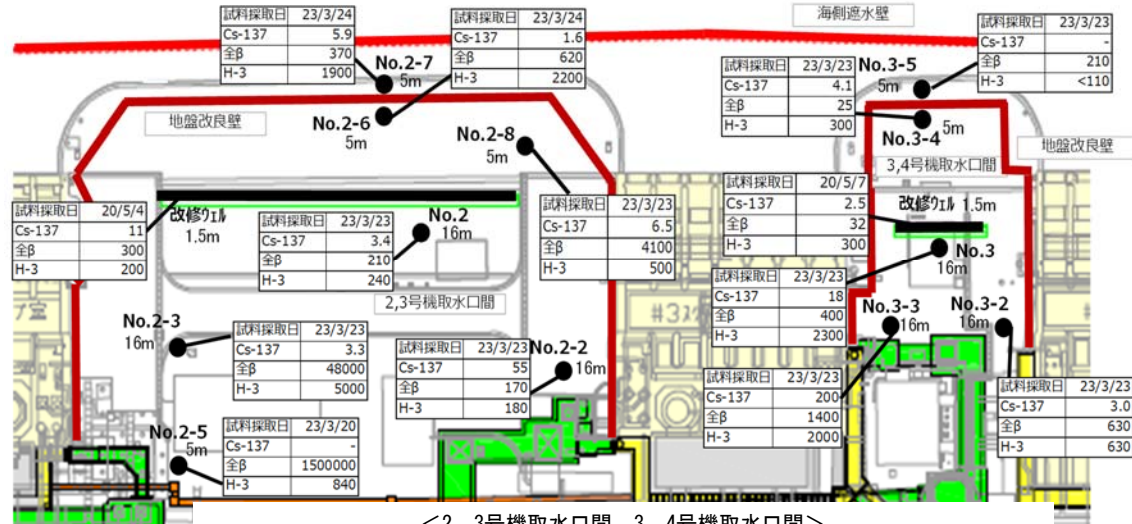 試料採取日 23/3/24
Cs-137 5.9
全β 370
H-3 1900
No.2-7
5m
試料採取日 23/3/24
Cs-137 1.6
全β 620
H-3 2200
海側遮水壁
試料採取日 23/3/23
Cs-137 -
全β 210
H-3 <110
試料採取日 23/3/23
Cs-137 4.1
全β 25
H-3 300
No.3-5
5m
地盤改良壁
No.2-6
5m
No.2-8
5m
No.3-4
5m
地盤改良壁
3,4号機取水口間
試料採取日 20/5/4
Cs-137 11
全β 300
H-3 200
改修ウェル
1.5m
試料採取日 23/3/23
Cs-137 3.4
全β 210
H-3 240
No.2
16m
試料採取日 23/3/23
Cs-137 6.5
全β 4100
H-3 500
試料採取日 20/5/7
Cs-137 2.5
全β 32
H-3 300
改修ウェル 1.5m
No.3
16m
試料採取日 23/3/23
Cs-137 18
全β 400
H-3 2300
2,3号機取水口間
No.2-3
16m
試料採取日 23/3/23
Cs-137 3.3
全β 48000
H-3 5000
試料採取日 23/3/23
Cs-137 55
全β 170
H-3 180
No.2-2
16m
No.3-3
16m
No.3-2
16m
試料採取日 23/3/23
Cs-137 200
全β 1400
H-3 2000
試料採取日 23/3/23
Cs-137 3.0
全β 630
H-3 630
No.2-5
5m
試料採取日 23/3/20
Cs-137 -
全β 1500000
H-3 840
＜2，3号機取水口間，3，4号機取水口間＞